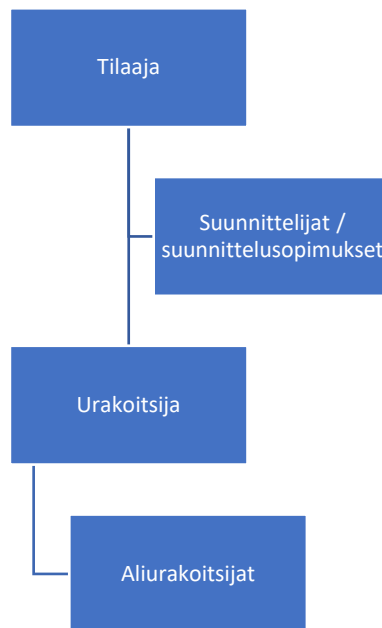 Tilaaja
Suunnittelijat /
suunnittelusopimukset
Urakoitsija
Aliurakoitsijat